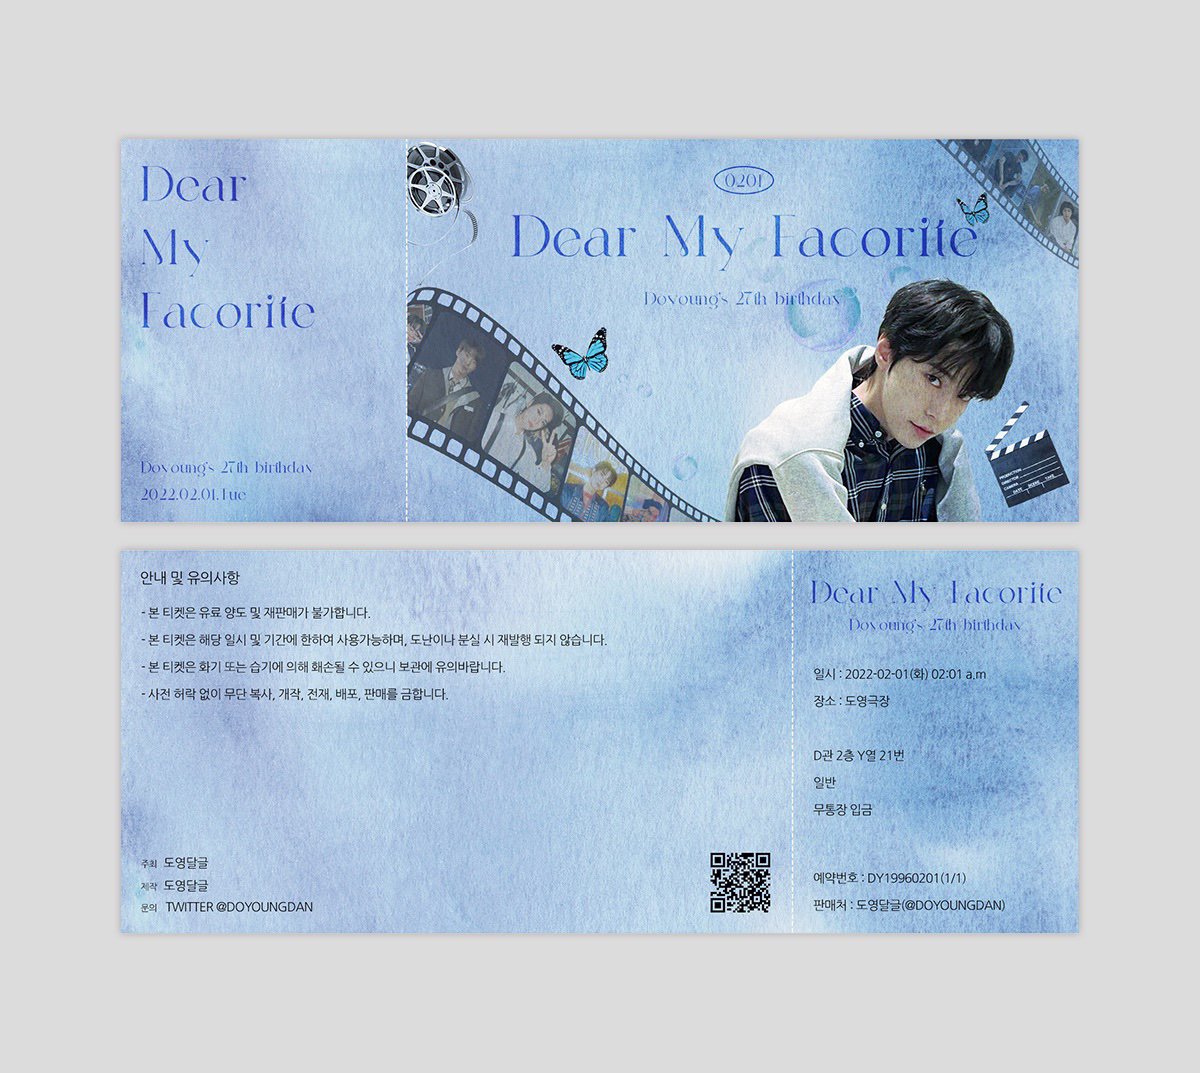 Dear
My
Facorite
Doyoung's 27th birthday
2022.02.01.Tue
0201
Dear My Facorite
Doyoung's 27th birthday
PRODUCTION
DIRECTOR
CAMERA
DATE SCENE TAKE
안내 및 유의사항
- 본 티켓은 유료 양도 및 재판매가 불가합니다.
- 본 티켓은 해당 일시 및 기간에 한하여 사용가능하며, 도난이나 분실 시 재발행 되지 않습니다.
- 본 티켓은 화기 또는 습기에 의해 훼손될 수 있으니 보관에 유의바랍니다.
- 사전 허락 없이 무단 복사, 개작, 전재, 배포, 판매를 금합니다.
주최 도영달글
제작 도영달글
문의 TWITTER @DOYOUNGDAN
Dear My Facorite
Doyoung's 27th birthday
일시 : 2022-02-01(화) 02:01 a.m
장소 : 도영극장
D관 2층 Y열 21번
일반
무통장 입금
예약번호 : DY19960201(1/1)
판매처 : 도영달글(@DOYOUNGDAN)